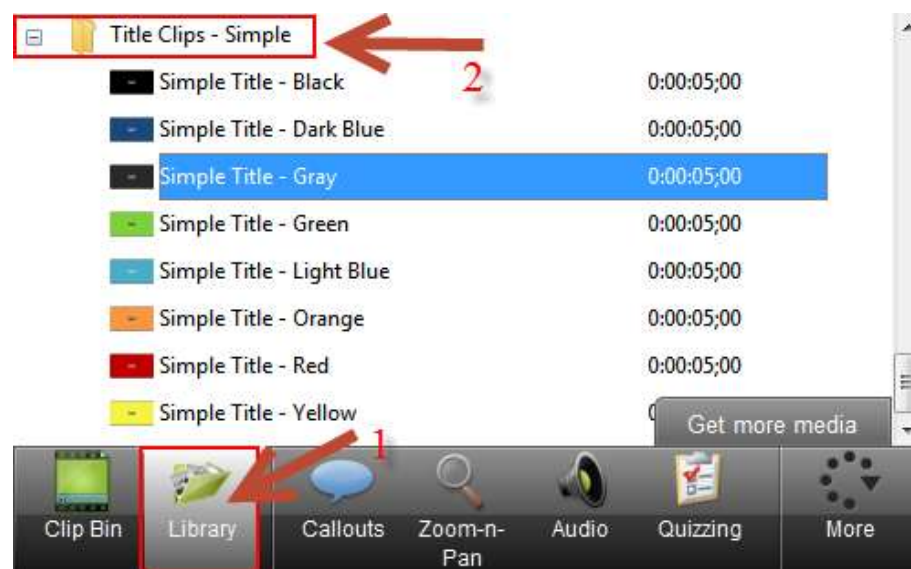 Title Clips - Simple
2
Simple Title - Black 0:00:05;00
Simple Title - Dark Blue 0:00:05;00
Simple Title - Gray 0:00:05;00
Simple Title - Green 0:00:05;00
Simple Title - Light Blue 0:00:05;00
Simple Title - Orange 0:00:05;00
Simple Title - Red 0:00:05;00
Simple Title - Yellow
Get more media
1
Clip Bin Library Callouts Zoom-n- Audio Quizzing More
Pan